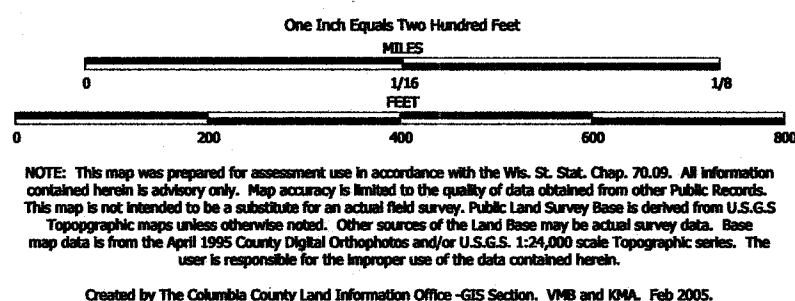 One Inch Equals Two Hundred Feet
MILES
0 1/16 1/8
FEET
0 200 400 600 800
NOTE: This map was prepared for assessment use in accordance with the Wis. St. Stat. Chap. 70.09. All information
contained herein is advisory only. Map accuracy is limited to the quality of data obtained from other Public Records.
This map is not intended to be a substitute for an actual field survey. Public Land Survey Base is derived from U.S.G.S
Topopgraphic maps unless otherwise noted. Other sources of the Land Base may be actual survey data. Base
map data is from the April 1995 County Digital Orthophotos and/or U.S.G.S. 1:24,000 scale Topographic series. The
user is responsible for the improper use of the data contained herein.
Created by The Columbia County Land Information Office -GIS Section. VMB and KMA. Feb 2005.